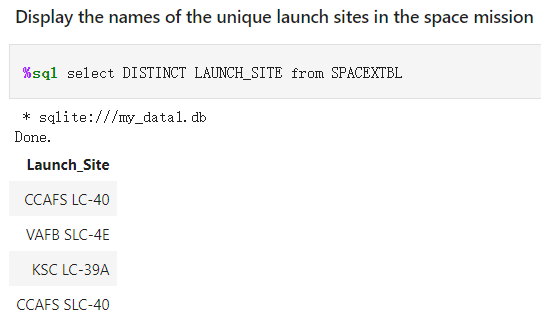 Display the names of the unique launch sites in the space mission
%sql select DISTINCT LAUNCH_SITE from SPACEXTBL
* sqlite:///my_data1.db
Done.
Launch_Site
CCAFS LC-40
VAFB SLC-4E
KSC LC-39A
CCAFS SLC-40